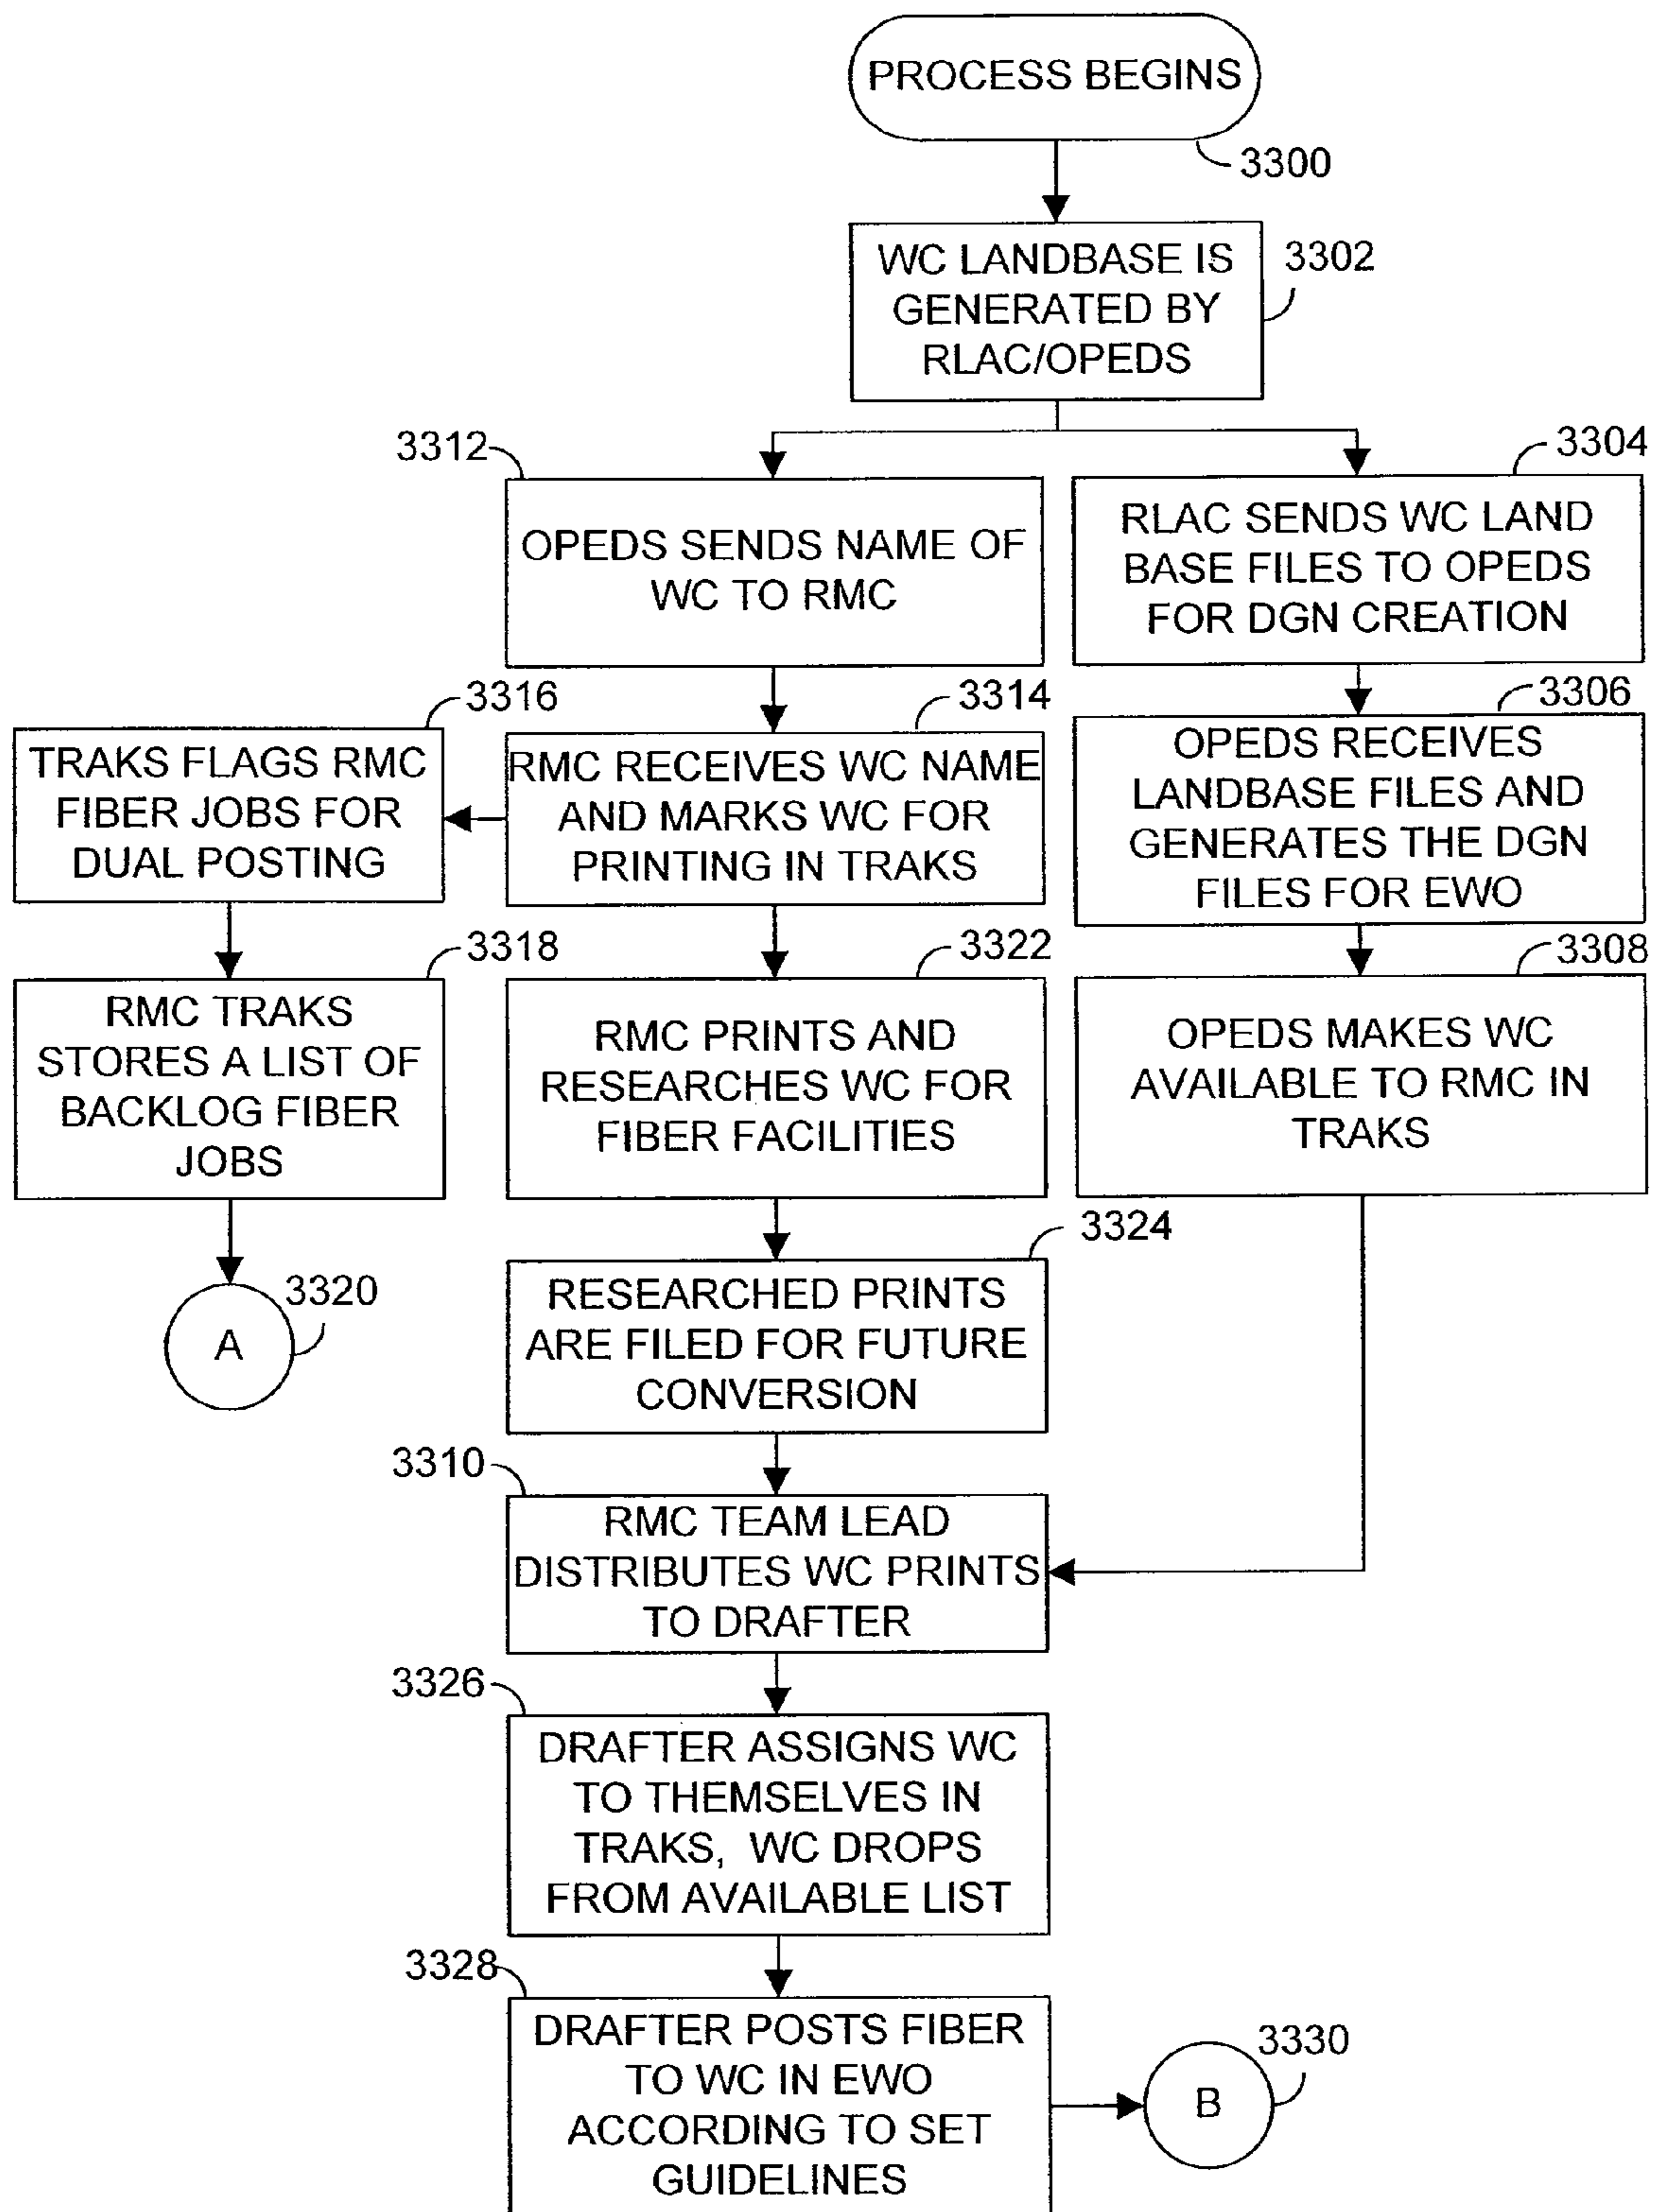 PROCESS BEGINS
3300
WC LANDBASE IS
GENERATED BY
RLAC/OPEDS
3302
3312
OPEDS SENDS NAME OF
WC TO RMC
3304
RLAC SENDS WC LAND
BASE FILES TO OPEDS
FOR DGN CREATION
3316
TRAKS FLAGS RMC
FIBER JOBS FOR
DUAL POSTING
3314
RMC RECEIVES WC NAME
AND MARKS WC FOR
PRINTING IN TRAKS
3306
OPEDS RECEIVES
LANDBASE FILES AND
GENERATES THE DGN
FILES FOR EWO
3318
RMC TRAKS
STORES A LIST OF
BACKLOG FIBER
JOBS
3322
RMC PRINTS AND
RESEARCHES WC FOR
FIBER FACILITIES
3308
OPEDS MAKES WC
AVAILABLE TO RMC IN
TRAKS
3320
A
3324
RESEARCHED PRINTS
ARE FILED FOR FUTURE
CONVERSION
3310
RMC TEAM LEAD
DISTRIBUTES WC PRINTS
TO DRAFTER
3326
DRAFTER ASSIGNS WC
TO THEMSELVES IN
TRAKS, WC DROPS
FROM AVAILABLE LIST
3328
DRAFTER POSTS FIBER
TO WC IN EWO
ACCORDING TO SET
GUIDELINES
3330
B